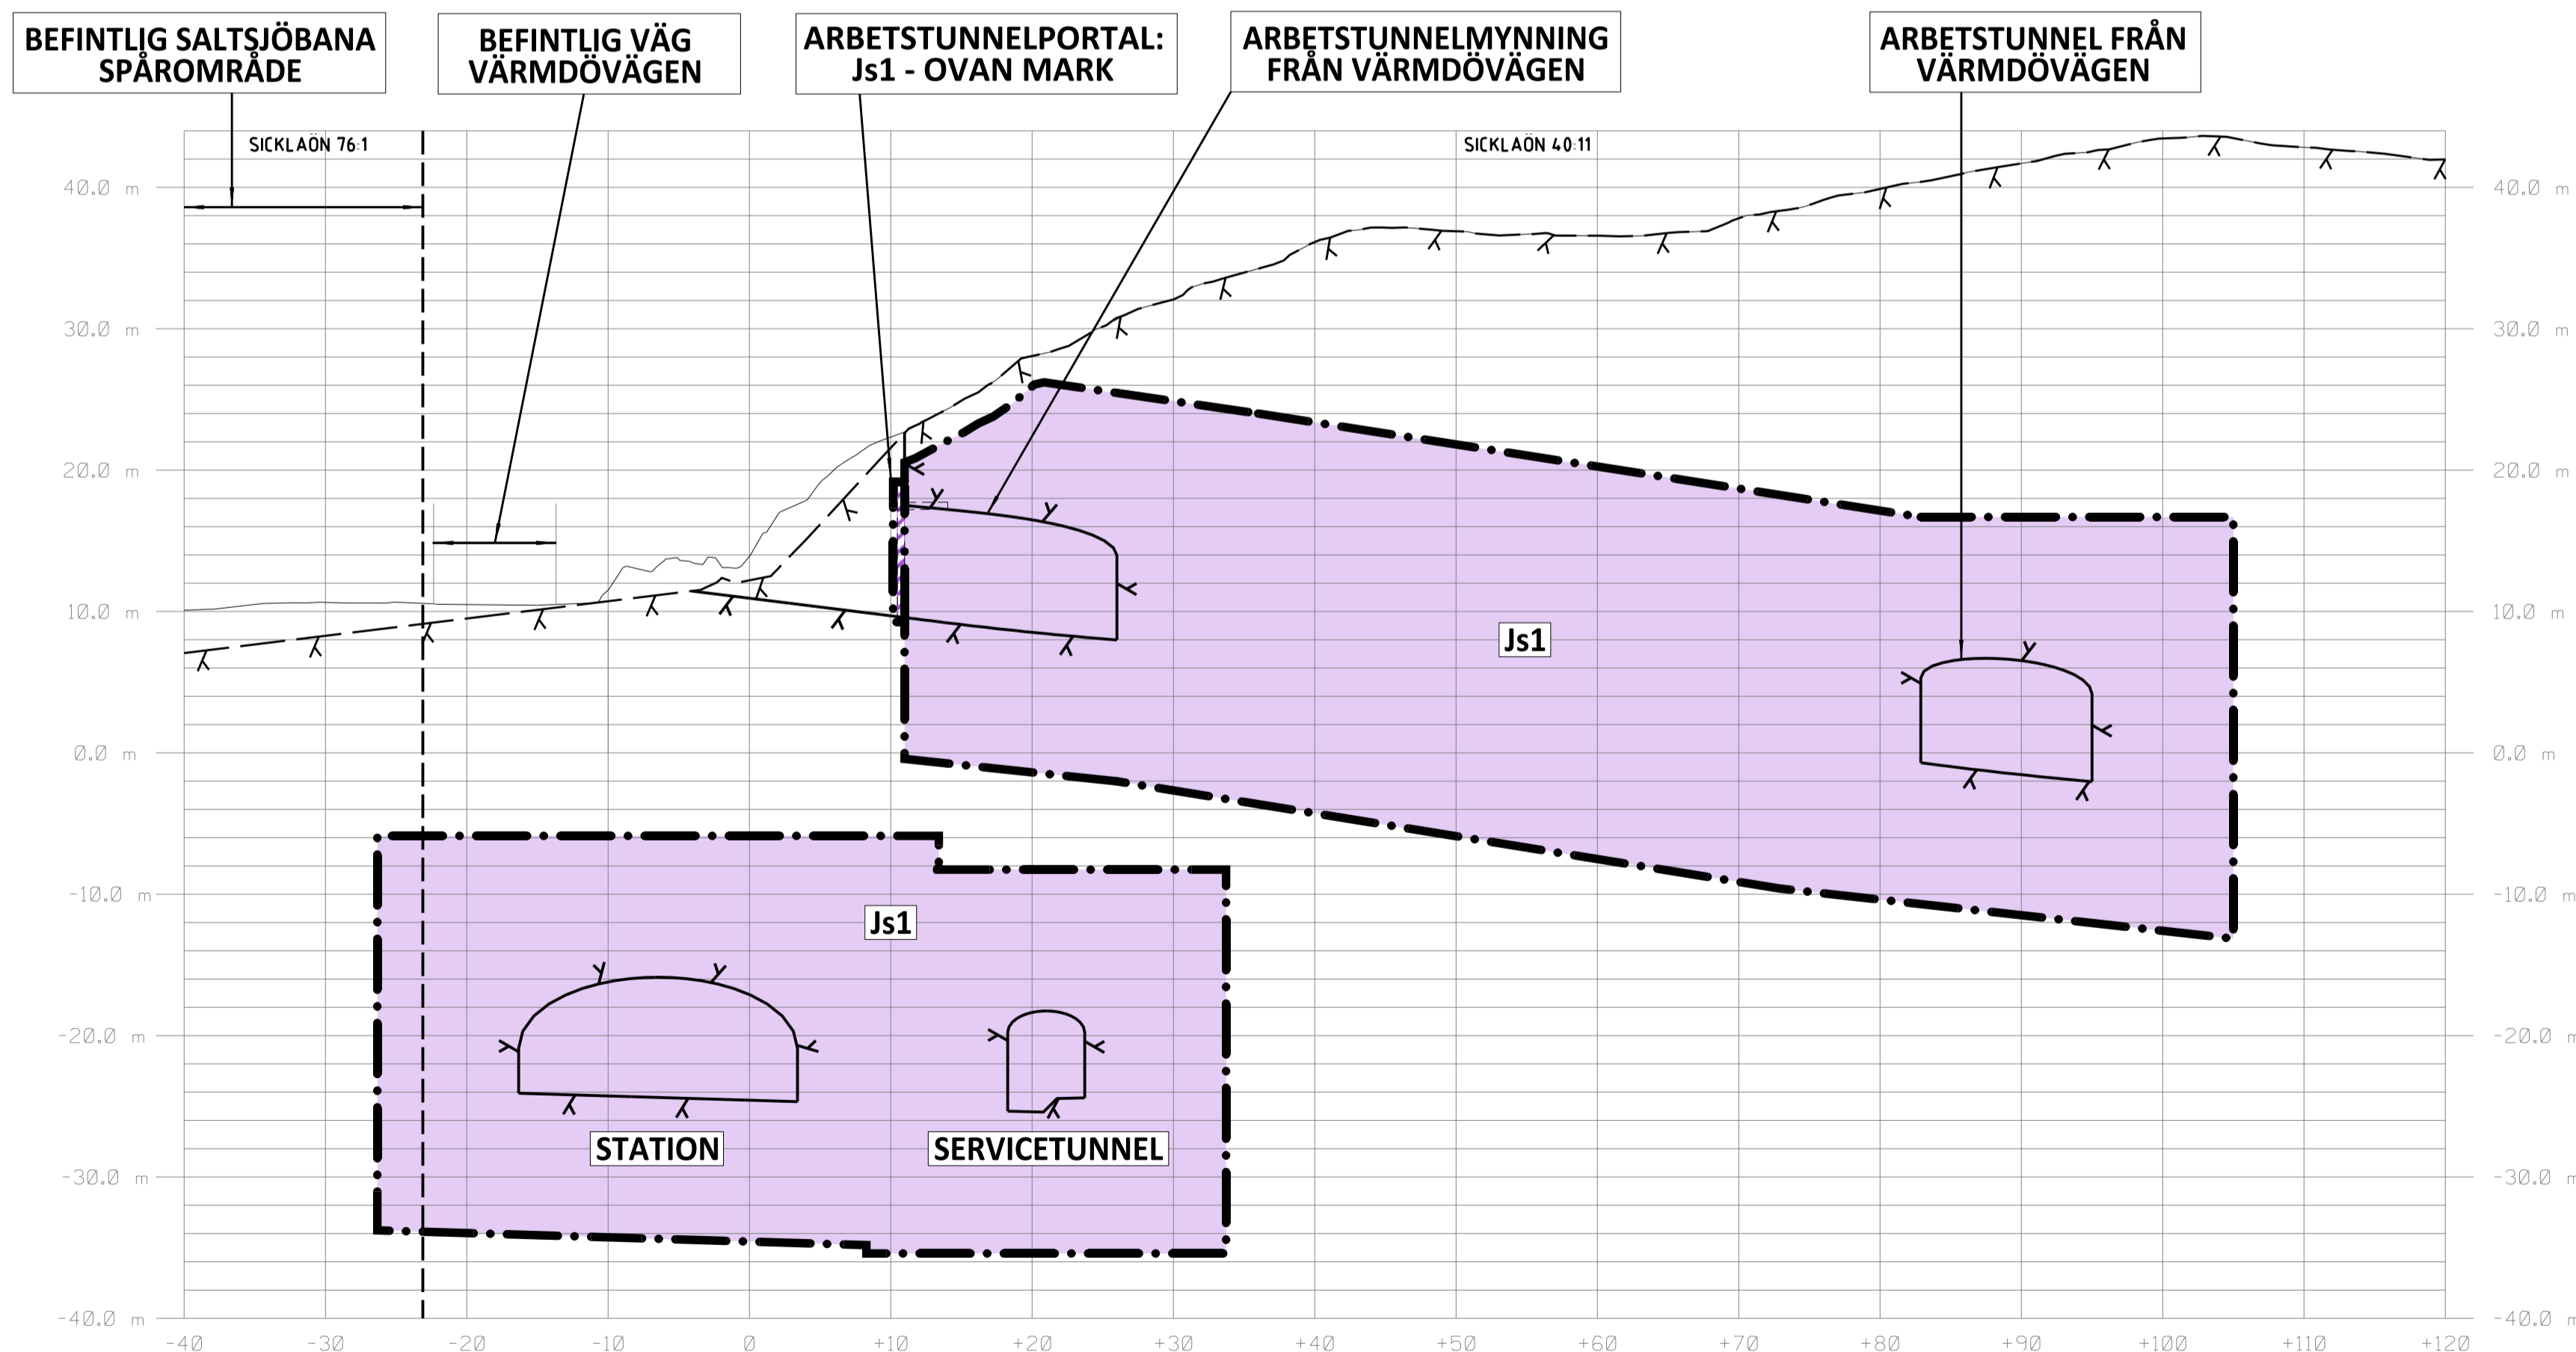 BEFINTLIG SALTSJÖBANA
SPÅROMRÅDE
BEFINTLIG VÄG
VÄRMDÖVÄGEN
ARBETSTUNNELPORTAL:
Js1 - OVAN MARK
ARBETSTUNNELMYNNING
FRÅN VÄRMDÖVÄGEN
ARBETSTUNNEL FRÅN
VÄRMDÖVÄGEN
SICKLAÖN 76:1
SICKLAÖN 40:11
40.0 m
40.0 m
30.0 m
30.0 m
20.0 m
20.0 m
10.0 m
10.0 m
Js1
0.0 m
0.0 m
-10.0 m
-10.0 m
Js1
-20.0 m
-20.0 m
STATION
SERVICETUNNEL
-30.0 m
-30.0 m
-40.0 m
-40.0 m
-40 -30 -20 -10 0 +10 +20 +30 +40 +50 +60 +70 +80 +90 +100 +110 +120